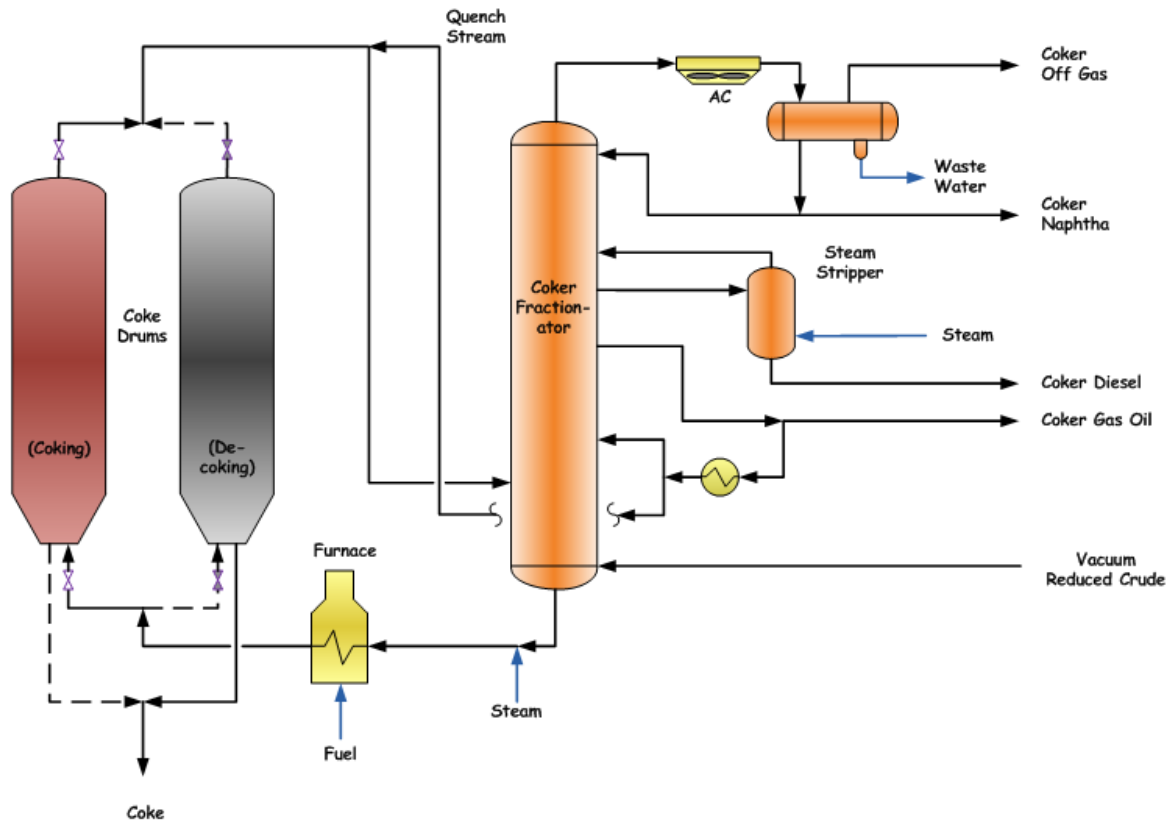 Quench
Stream
AC
Coker
Off Gas
Waste
Water
Coker
Naphtha
Steam
Stripper
Coker
Fraction-
ator
Coke
Drums
Steam
Coker Diesel
Coker Gas Oil
(Coking)
(De-
coking)
Furnace
Vacuum
Reduced Crude
Steam
Fuel
Coke